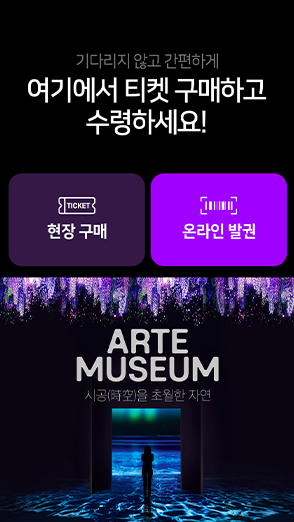 기다리지 않고 간편하게
여기에서 티켓 구매하고
수령하세요!
TICKET
현장 구매
온라인 발권
ARTE
MUSEUM
시공(時空)을 초월한 자연